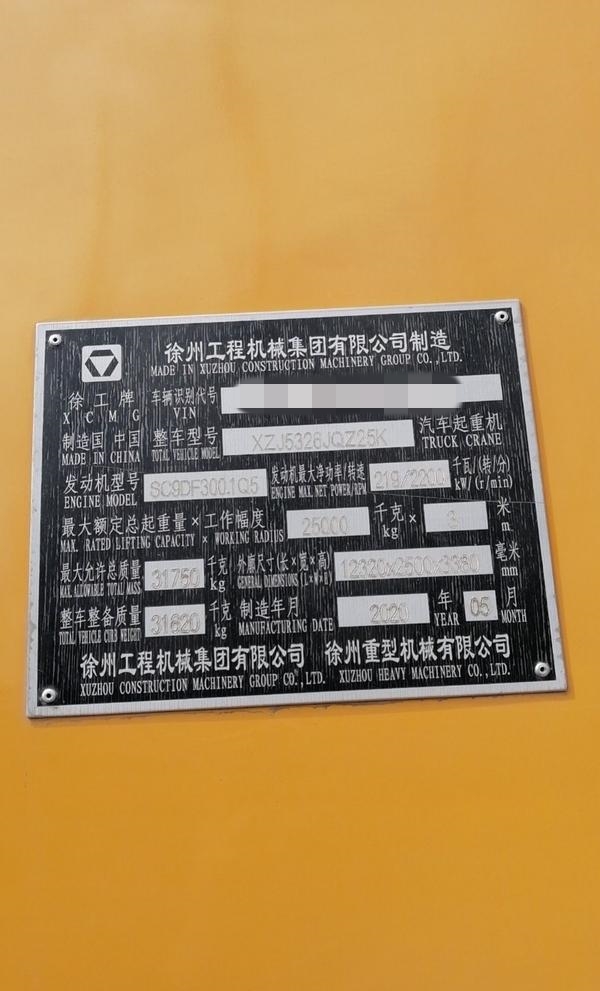 徐州工程机械集团有限公司制造
MADE IN XUZHOU CONSTRUCTION MACHINERY GROUP CO.,LTD.
徐工牌 车辆识别代号
XCMG VIN
制造国 中国 整车型号 XZJ5328JQZ25K 汽车起重机
MADE IN CHINA TOTAL VEHICLE MODEL TRUCK CRANE
发动机型号 SC9DF300.1Q5 发动机最大净功率/转速 219/2200 千瓦/(转/分)
ENGINE MODEL ENGINE MAX.NET POWER/RPM kW/(r/min)
最大额定总起重量×工作幅度 25000 千克× 3 米
MAX. RATED LIFTING CAPACITY × WORKING RADIUS kg m
最大允许总质量 31750 千克 外廓尺寸(长×宽×高) 12320x2500x3380 毫米
MAX. ALLOWABLE TOTAL MASS kg GENERAL DIMENSIONS (L×W×H) mm
整车整备质量 31620 千克 制造年月 2020 年 05 月
TOTAL VEHICLE CURB WEIGHT kg MANUFACTURING DATE YEAR MONTH
徐州工程机械集团有限公司 徐州重型机械有限公司
XUZHOU CONSTRUCTION MACHINERY GROUP CO.,LTD. XUZHOU HEAVY MACHINERY CO.,LTD.